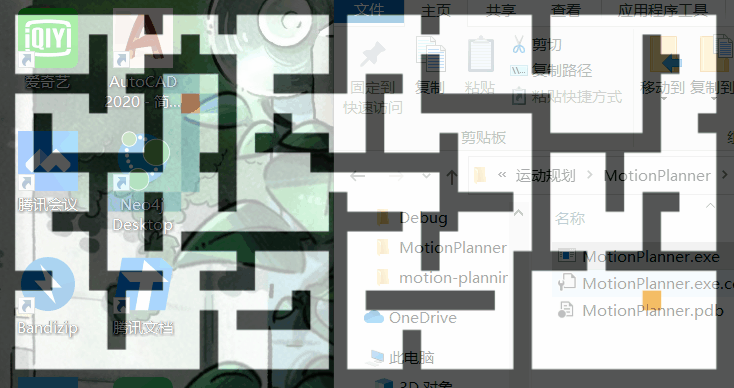 iQIYI
爱奇艺
AutoCAD
2020 - 简...
腾讯会议
Neo4j
Desktop
Bandizip
腾讯文档
文件 主页 共享 查看 应用程序工具
固定到
快速访问
复制
粘贴
剪切
复制路径
粘贴快捷方式
移动到 复制到
剪贴板
« 运动规划 > MotionPlanner >
名称
Debug
MotionPlanner
motion-plannir
MotionPlanner.exe
MotionPlanner.exe.co
MotionPlanner.pdb
OneDrive
此电脑
3D 对象